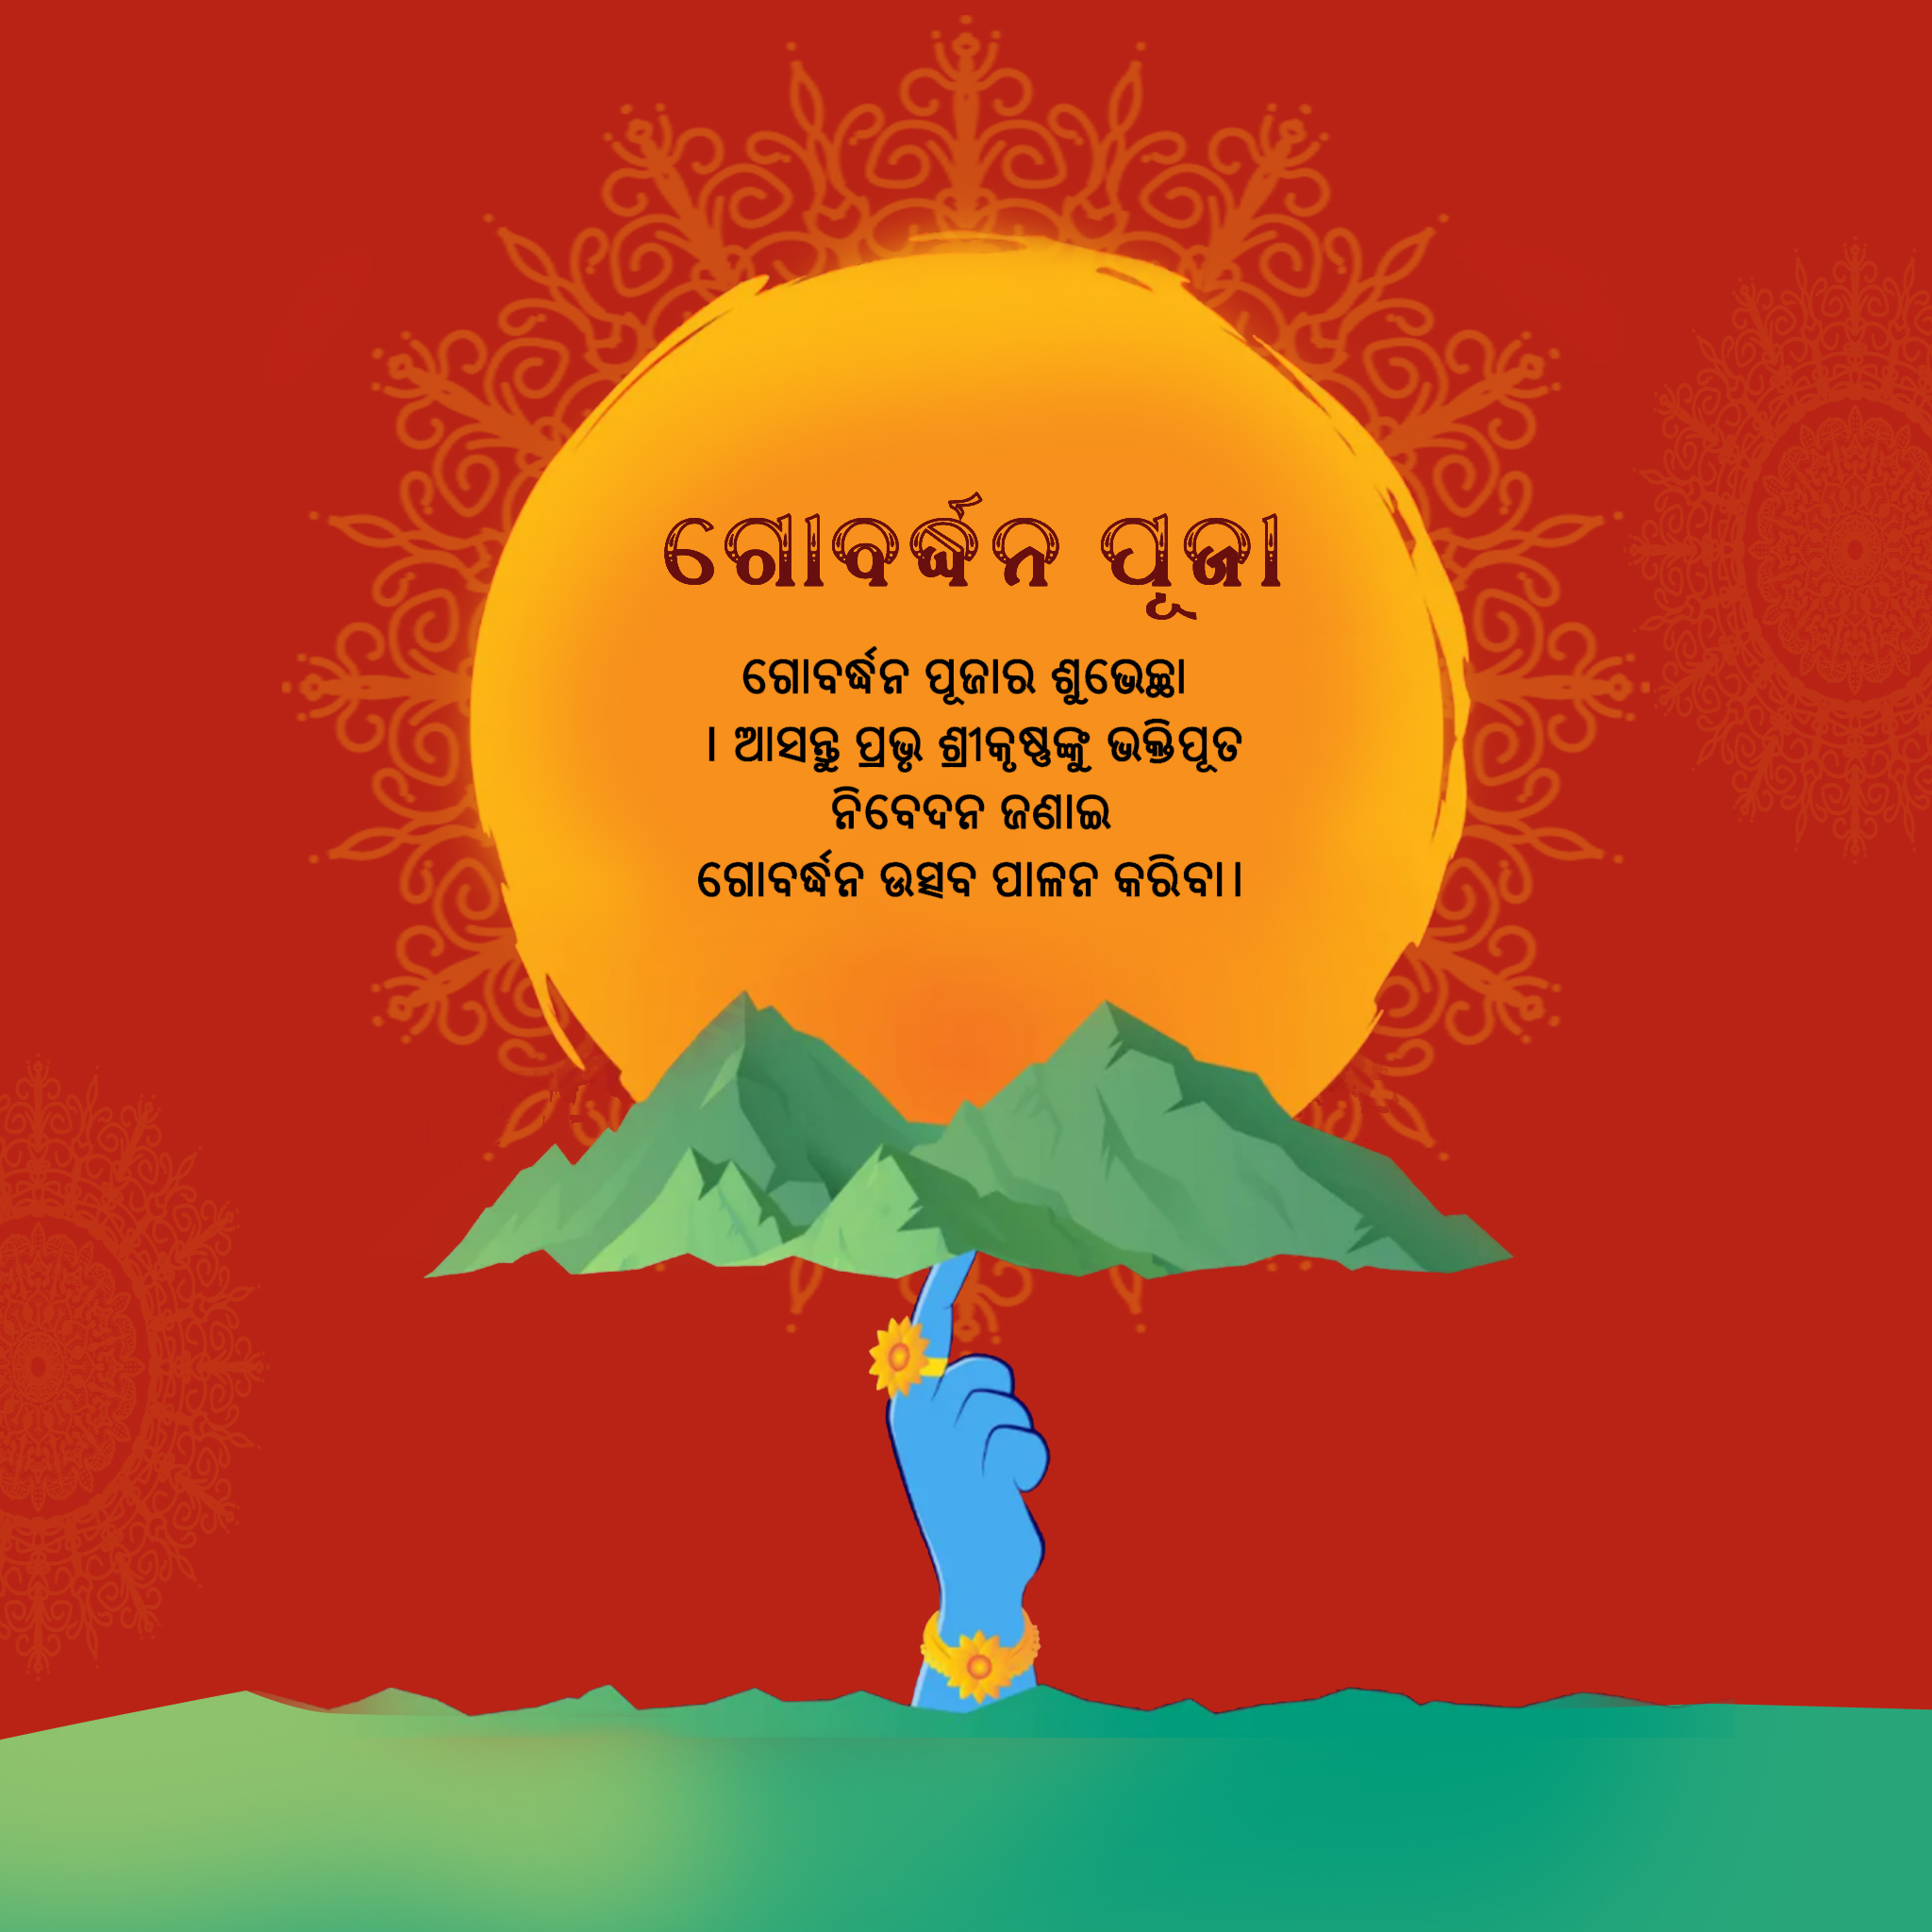 ଗୋବର୍ଦ୍ଧନ ପୂଜା
ଗୋବର୍ଦ୍ଧନ ପୂଜାର ଶୁଭେଚ୍ଛା
। ଆସନ୍ତୁ ପ୍ରଭୃ ଶ୍ରୀକୃଷ୍ଣଙ୍କୁ ଭକ୍ତିପୂତ
ନିବେଦନ ଜଣାଇ
ଗୋବର୍ଦ୍ଧନ ଉତ୍ସବ ପାଳନ କରିବା।